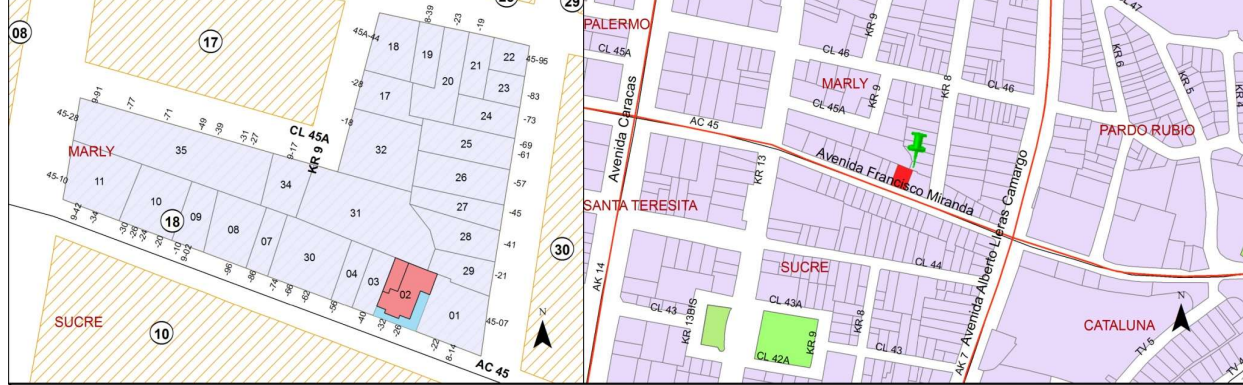 08
17
29
18
19
20
21
22
23
24
25
26
27
28
29
17
32
31
34
35
11
10
09
08
07
30
04
03
02
01
18
30
10
8-39
-23
-19
45A-44
45-95
-28
-83
-73
-18
-69
-61
-57
-45
-41
-21
45-07
9-91
-77
-71
-49
-39
-31
-27
9-17
45-28
45-10
9-42
-34
-30
-26
-24
-20
-10
9-02
-96
-86
-74
-66
-62
-56
-40
-32
-26
-22
8-14
CL 45A
KR 9
MARLY
SUCRE
AC 45
N
PALERMO
CL 45A
Avenida Caracas
AC 45
KR 9
CL 46
MARLY
KR 9
CL 45A
KR 8
CL 46
CL 47
KR 6
KR 5
KR 4
PARDO RUBIO
Avenida Francisco Miranda
KR 13
SANTA TERESITA
Avenida Alberto Lleras Camargo
SUCRE
CL 44
AK 14
CL 43
KR 13BIS
CL 43A
KR 9
KR 8
CL 43
CL 42A
AK 7
CATALUNA
N
TV 5
TV 4